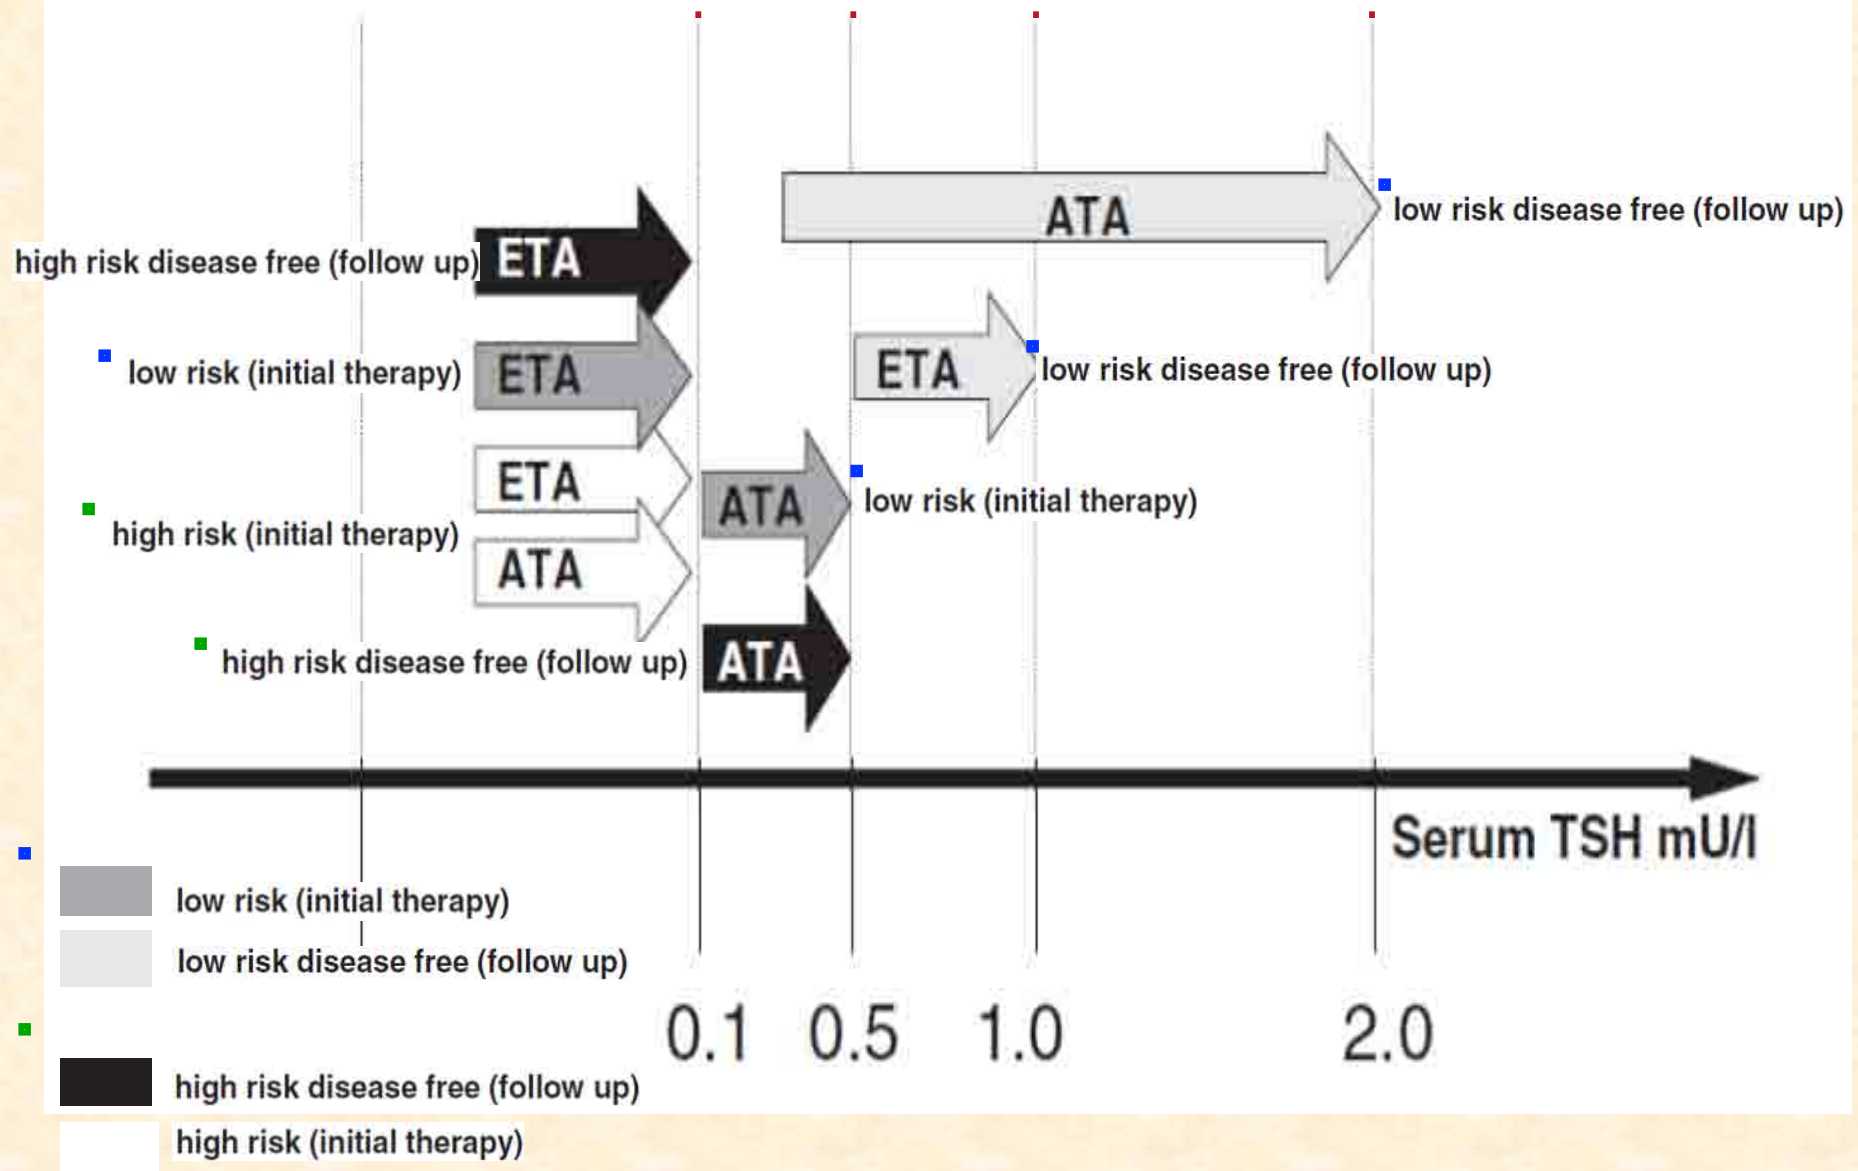 ATA
low risk disease free (follow up)
high risk disease free (follow up)
ETA
low risk (initial therapy)
ETA
ETA
low risk disease free (follow up)
ETA
ATA
low risk (initial therapy)
high risk (initial therapy)
ATA
high risk disease free (follow up)
ATA
Serum TSH mU/l
low risk (initial therapy)
low risk disease free (follow up)
0.1 0.5 1.0 2.0
high risk disease free (follow up)
high risk (initial therapy)